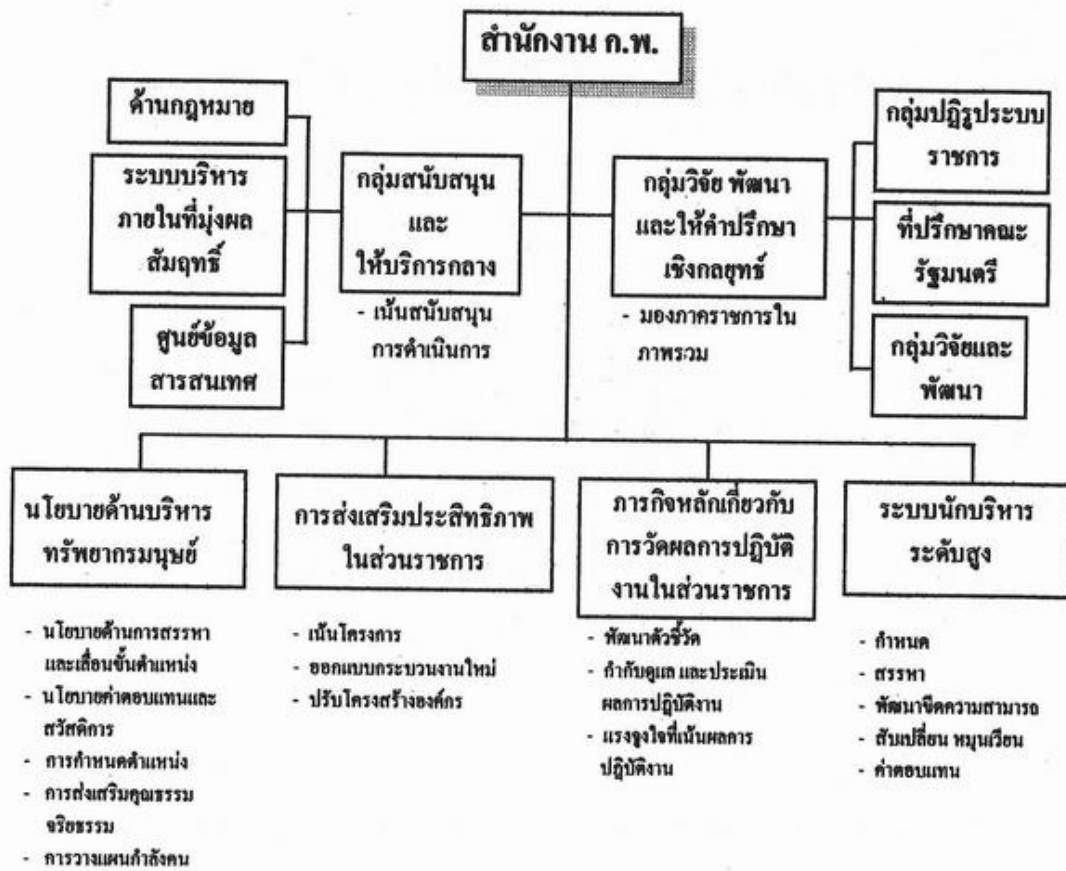 สำนักงาน ก.พ.
ด้านกฎหมาย
ระบบบริหาร
ภายในที่มุ่งผล
สัมฤทธิ์
ศูนย์ข้อมูล
สารสนเทศ
กลุ่มสนับสนุน
และ
ให้บริการกลาง
- เน้นสนับสนุน
การดำเนินการ
กลุ่มวิจัย พัฒนา
และให้คำปรึกษา
เชิงกลยุทธ์
- มองภาคราชการใน
ภาพรวม
กลุ่มปฏิรูประบบ
ราชการ
ที่ปรึกษาคณะ
รัฐมนตรี
กลุ่มวิจัยและ
พัฒนา
นโยบายด้านบริหาร
ทรัพยากรมนุษย์
- นโยบายด้านการสรรหา
และเลื่อนขั้นตำแหน่ง
- นโยบายค่าตอบแทนและ
สวัสดิการ
- การกำหนดตำแหน่ง
- การส่งเสริมคุณธรรม
จริยธรรม
- การวางแผนกำลังคน
การส่งเสริมประสิทธิภาพ
ในส่วนราชการ
- เน้นโครงการ
- ออกแบบกระบวนงานใหม่
- ปรับโครงสร้างองค์กร
ภารกิจหลักเกี่ยวกับ
การวัดผลการปฏิบัติ
งานในส่วนราชการ
- พัฒนาตัวชี้วัด
- กำกับดูแล และประเมิน
ผลการปฏิบัติงาน
- แรงจูงใจที่เน้นผลการ
ปฏิบัติงาน
ระบบนักบริหาร
ระดับสูง
- กำหนด
- สรรหา
- พัฒนาขีดความสามารถ
- สับเปลี่ยน หมุนเวียน
- ค่าตอบแทน